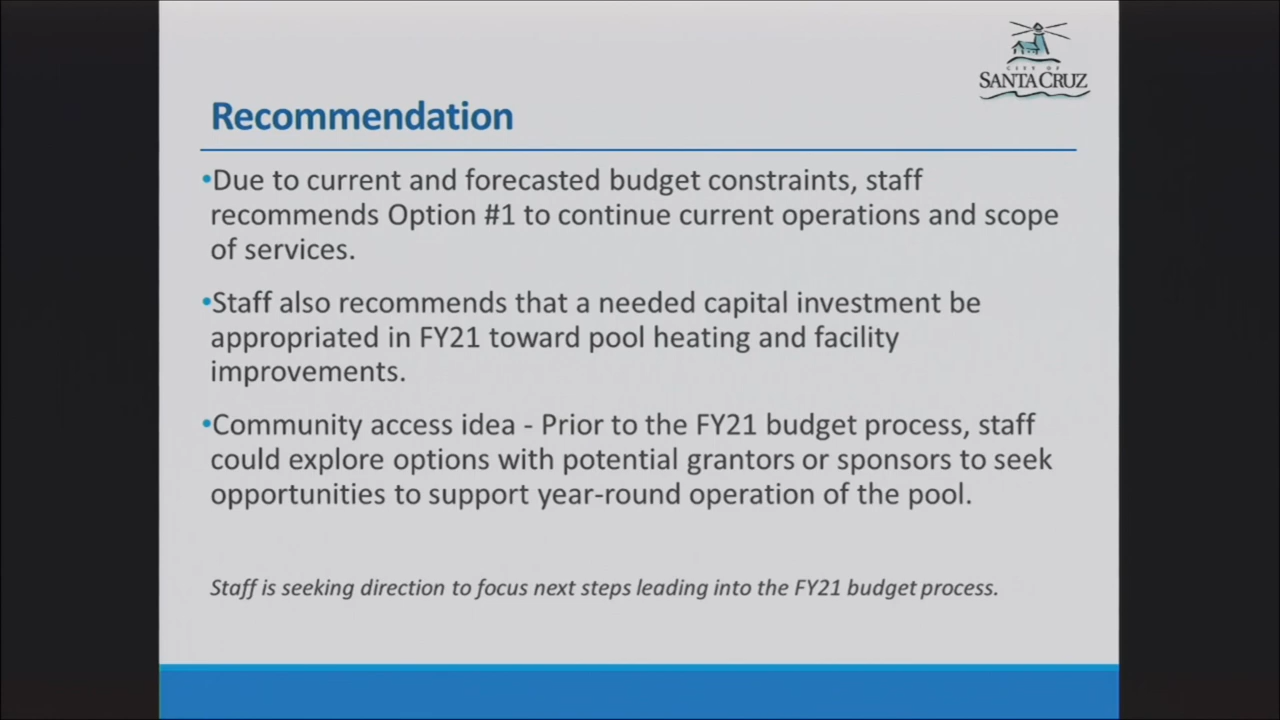 CITY OF
SANTA CRUZ
Recommendation
•Due to current and forecasted budget constraints, staff
recommends Option #1 to continue current operations and scope
of services.
•Staff also recommends that a needed capital investment be
appropriated in FY21 toward pool heating and facility
improvements.
•Community access idea - Prior to the FY21 budget process, staff
could explore options with potential grantors or sponsors to seek
opportunities to support year-round operation of the pool.
Staff is seeking direction to focus next steps leading into the FY21 budget process.